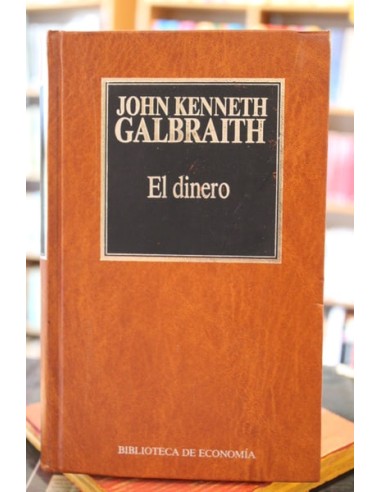 JOHN KENNETH
GALBRAITH
El dinero
BIBLIOTECA DE ECONOMÍA